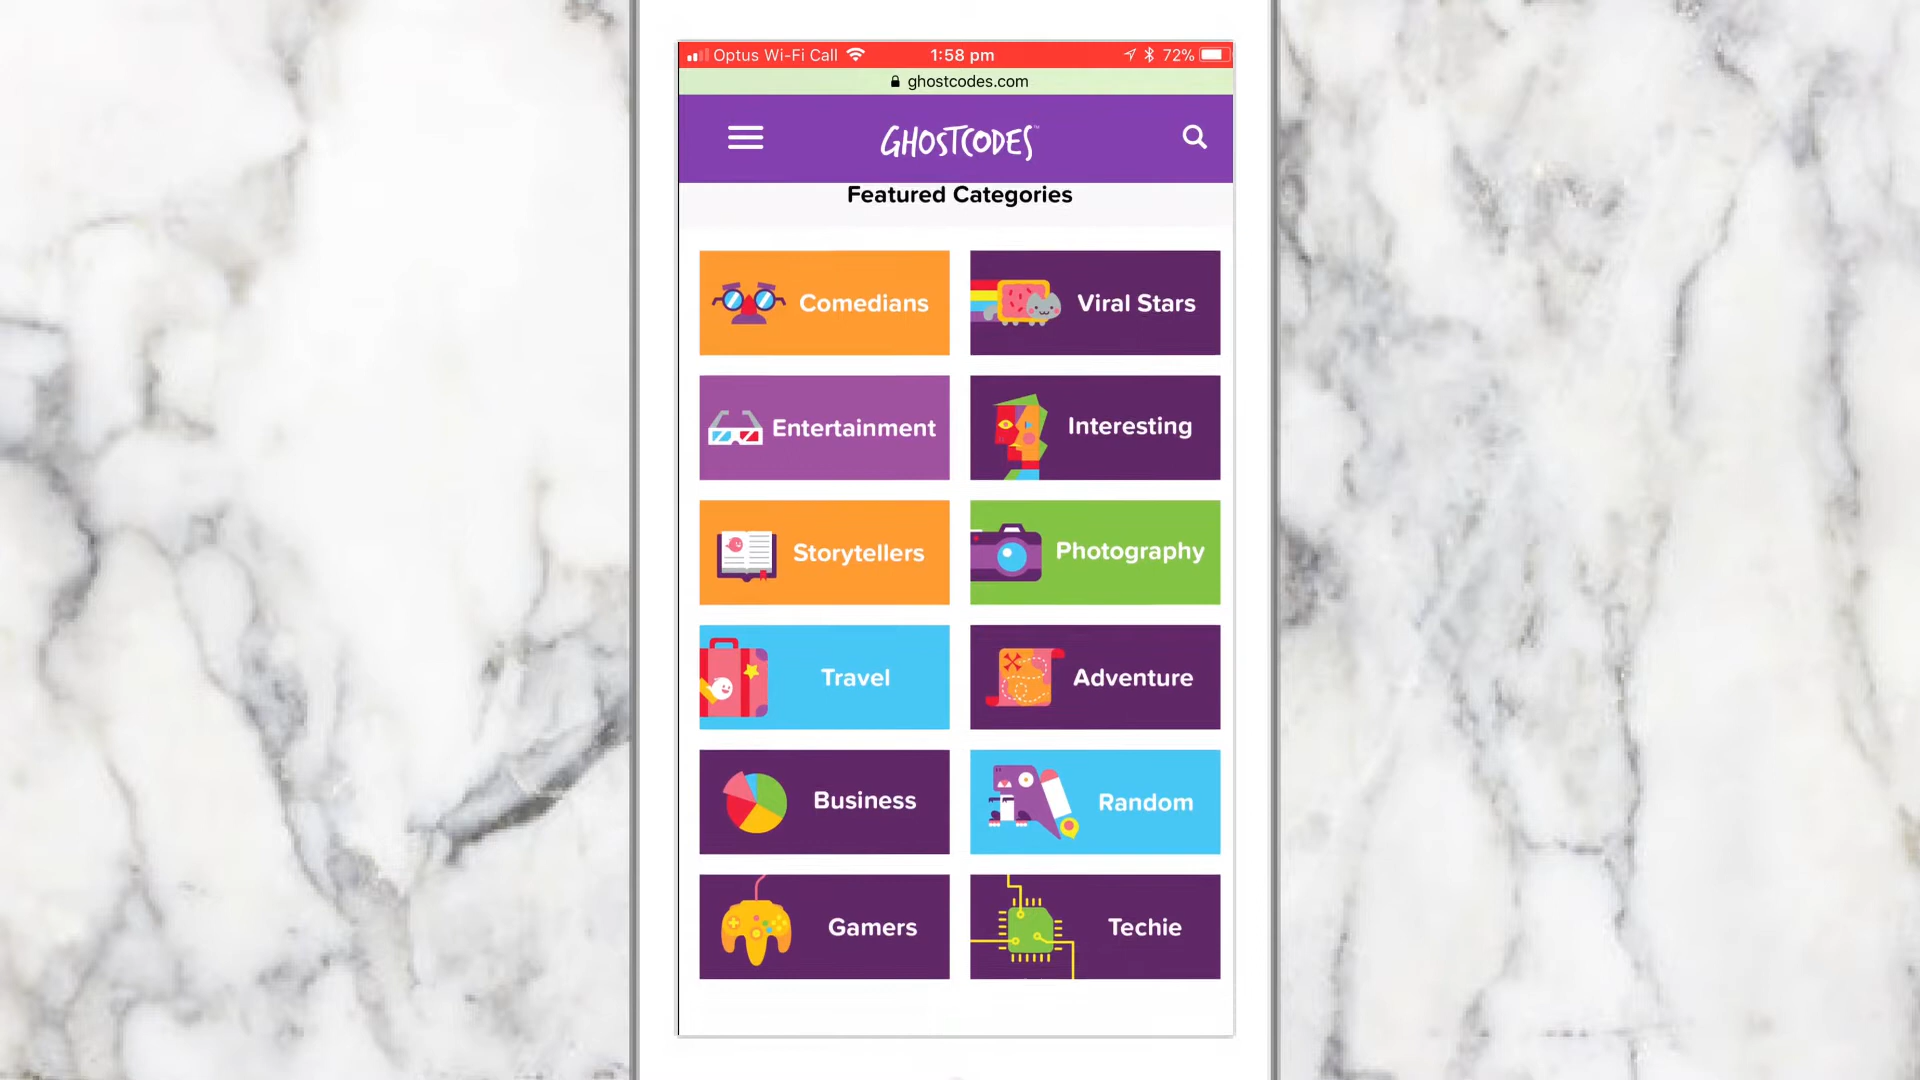 Optus Wi-Fi Call 1:58 pm 72%
ghostcodes.com
GHOSTCODES™
Featured Categories
Comedians
Viral Stars
Entertainment
Interesting
Storytellers
Photography
Travel
Adventure
Business
Random
Gamers
Techie